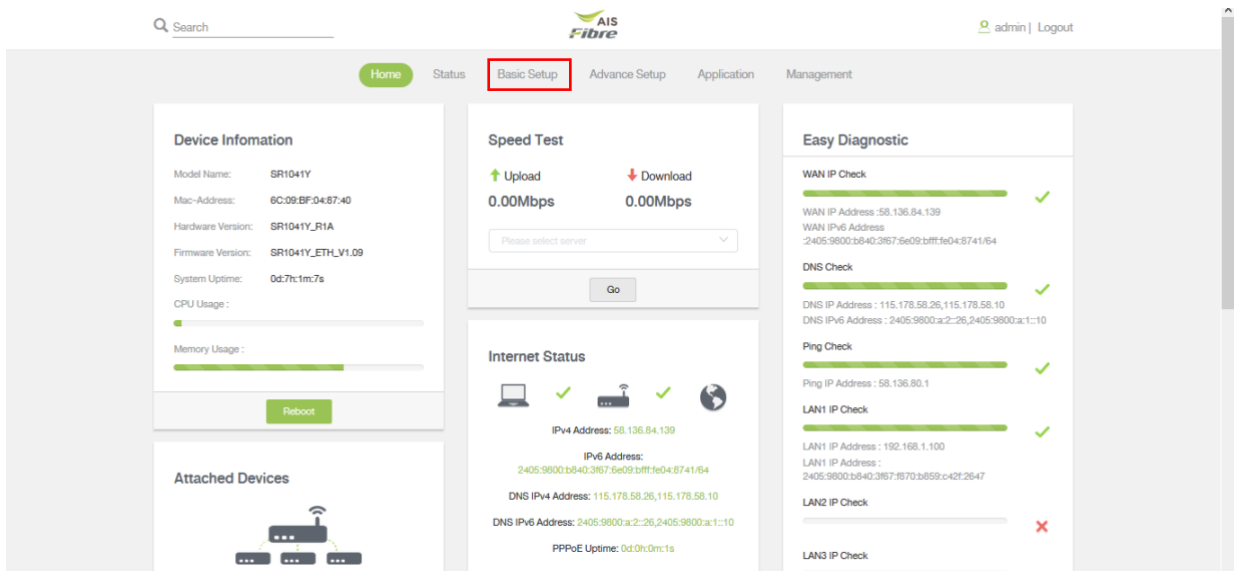 Search
AIS
Fibre
admin | Logout
Home
Status
Basic Setup
Advance Setup
Application
Management
Device Infomation
Model Name: SR1041Y
Mac-Address: 6C:09:BF:04:87:40
Hardware Version: SR1041Y_R1A
Firmware Version: SR1041Y_ETH_V1.09
System Uptime: 0d:7h:1m:7s
CPU Usage :
Memory Usage :
Reboot
Attached Devices
Speed Test
Upload
Download
0.00Mbps
0.00Mbps
Please select server
Go
Internet Status
IPv4 Address: 58.136.84.139
IPv6 Address:
2405:9800:b840:3f67:6e09:bfff:fe04:8741/64
DNS IPv4 Address: 115.178.58.26,115.178.58.10
DNS IPv6 Address: 2405:9800:a:2::26,2405:9800:a:1::10
PPPoE Uptime: 0d:0h:0m:1s
Easy Diagnostic
WAN IP Check
WAN IP Address :58.136.84.139
WAN IPv6 Address
:2405:9800:b840:3f67:6e09:bfff:fe04:8741/64
DNS Check
DNS IP Address : 115.178.58.26,115.178.58.10
DNS IPv6 Address : 2405:9800:a:2::26,2405:9800:a:1::10
Ping Check
Ping IP Address : 58.136.80.1
LAN1 IP Check
LAN1 IP Address : 192.168.1.100
LAN1 IP Address :
2405:9800:b840:3f67:f870:b859:c42f:2647
LAN2 IP Check
LAN3 IP Check